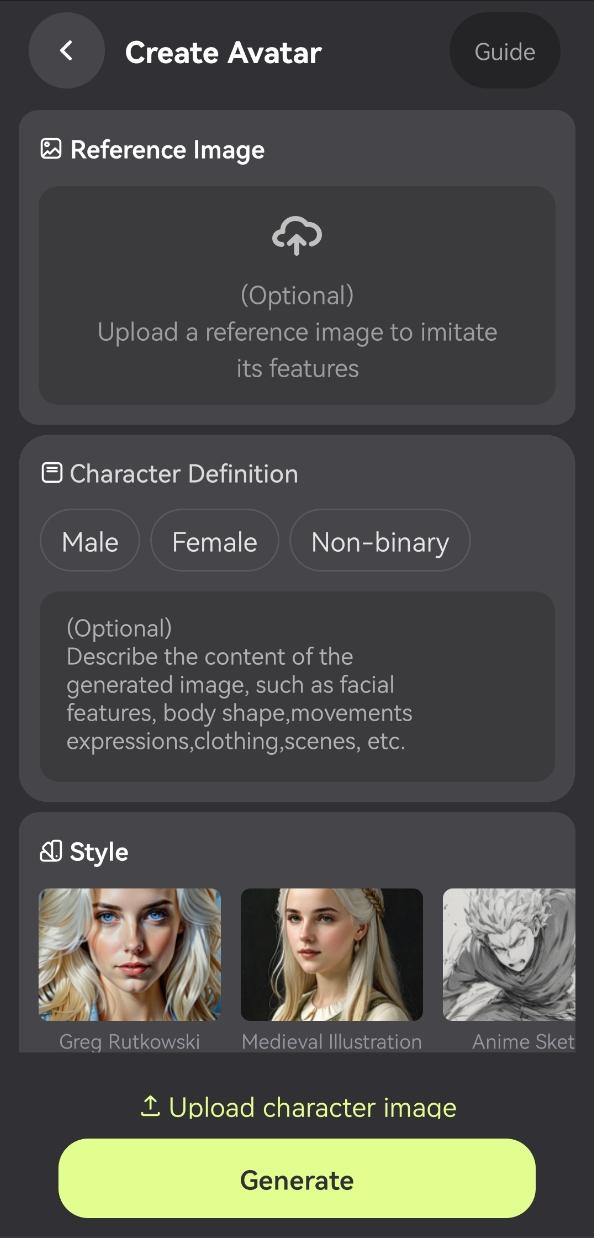 Create Avatar
Guide
Reference Image
(Optional)
Upload a reference image to imitate
its features
Character Definition
Male
Female
Non-binary
(Optional)
Describe the content of the
generated image, such as facial
features, body shape,movements
expressions,clothing,scenes, etc.
Style
Greg Rutkowski
Medieval Illustration
Anime Sket
Upload character image
Generate